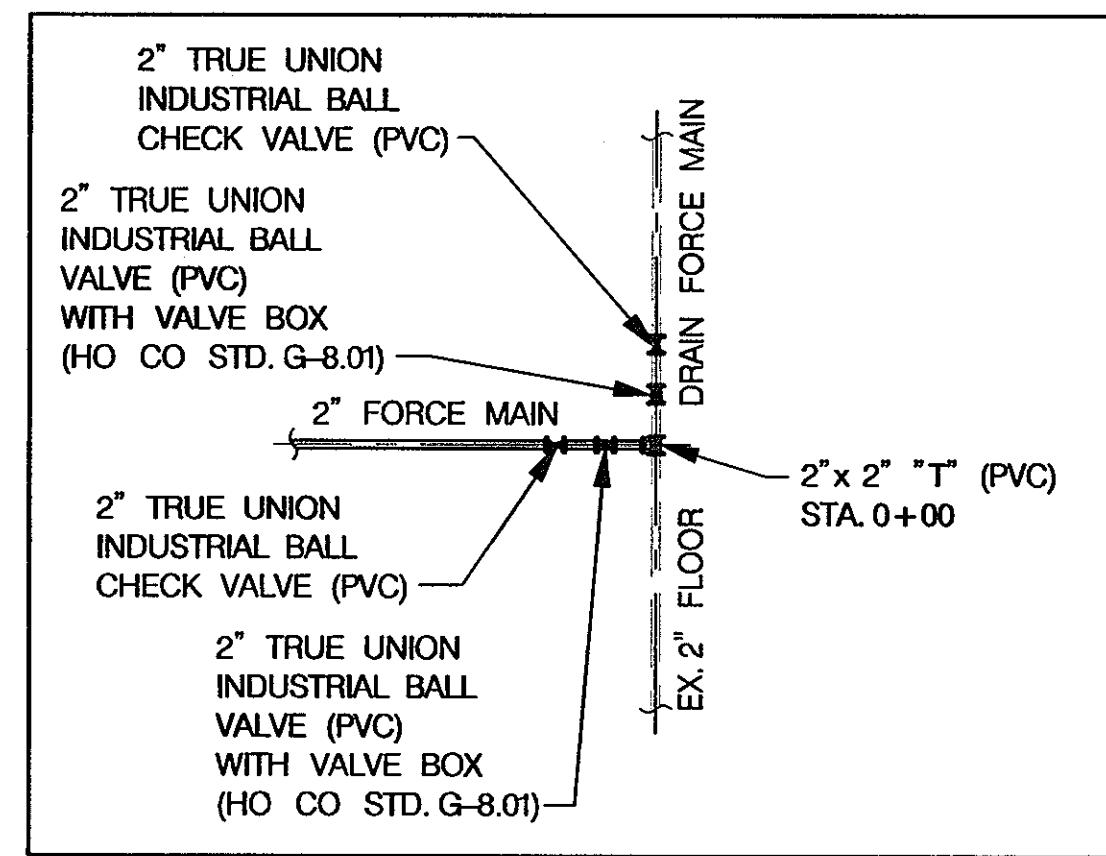 2" TRUE UNION
INDUSTRIAL BALL
CHECK VALVE (PVC)
2" TRUE UNION
INDUSTRIAL BALL
VALVE (PVC)
WITH VALVE BOX
(HO CO STD. G-8.01)
2" FORCE MAIN
EX. 2" FLOOR DRAIN FORCE MAIN
2"x 2" "T" (PVC)
STA. 0+00
2" TRUE UNION
INDUSTRIAL BALL
CHECK VALVE (PVC)
2" TRUE UNION
INDUSTRIAL BALL
VALVE (PVC)
WITH VALVE BOX
(HO CO STD. G-8.01)